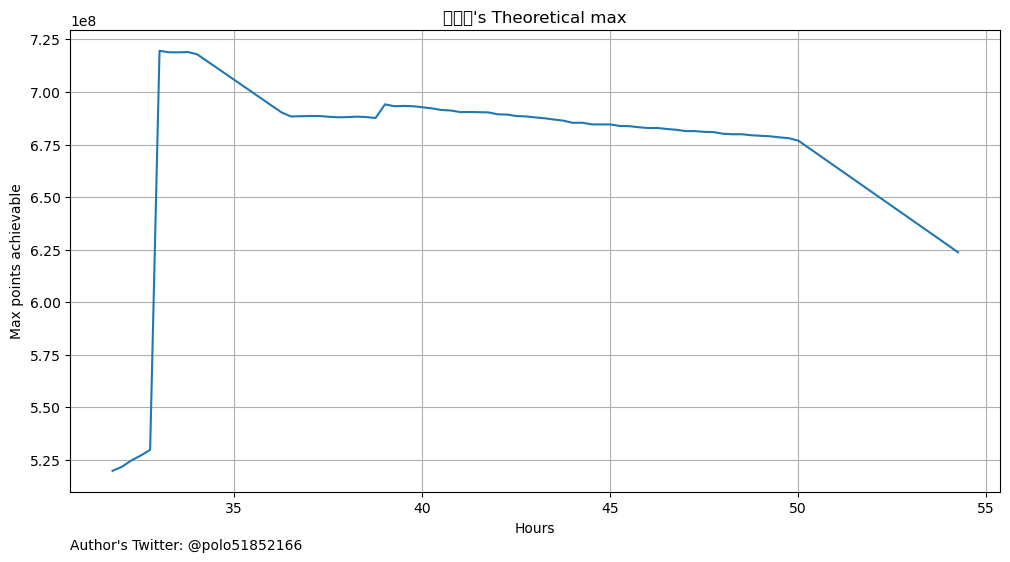 's Theoretical max
1e8
7.25
7.00
6.75
6.50
6.25
6.00
5.75
5.50
5.25
Max points achievable
35 40 45 50 55
Hours
Author's Twitter: @polo51852166